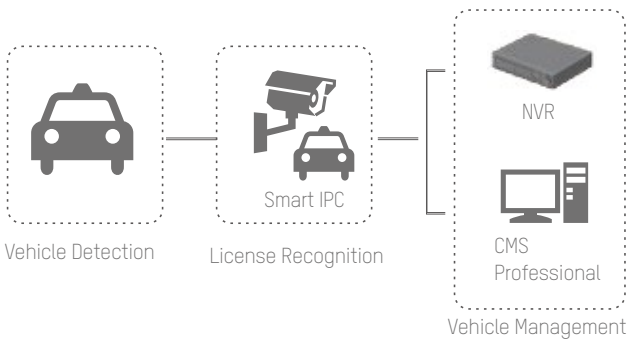 NVR
Smart IPC
CMS
Professional
Vehicle Detection
License Recognition
Vehicle Management